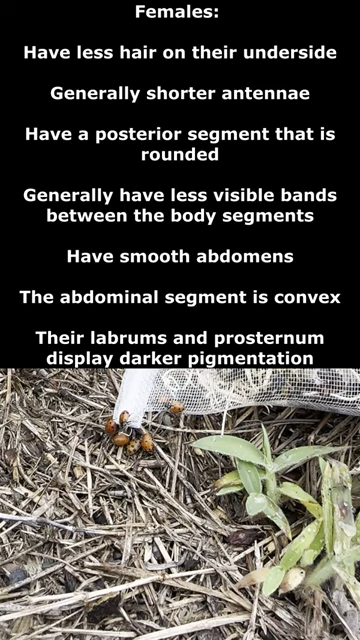 Females:
Have less hair on their underside
Generally shorter antennae
Have a posterior segment that is
rounded
Generally have less visible bands
between the body segments
Have smooth abdomens
The abdominal segment is convex
Their labrums and prosternum
display darker pigmentation